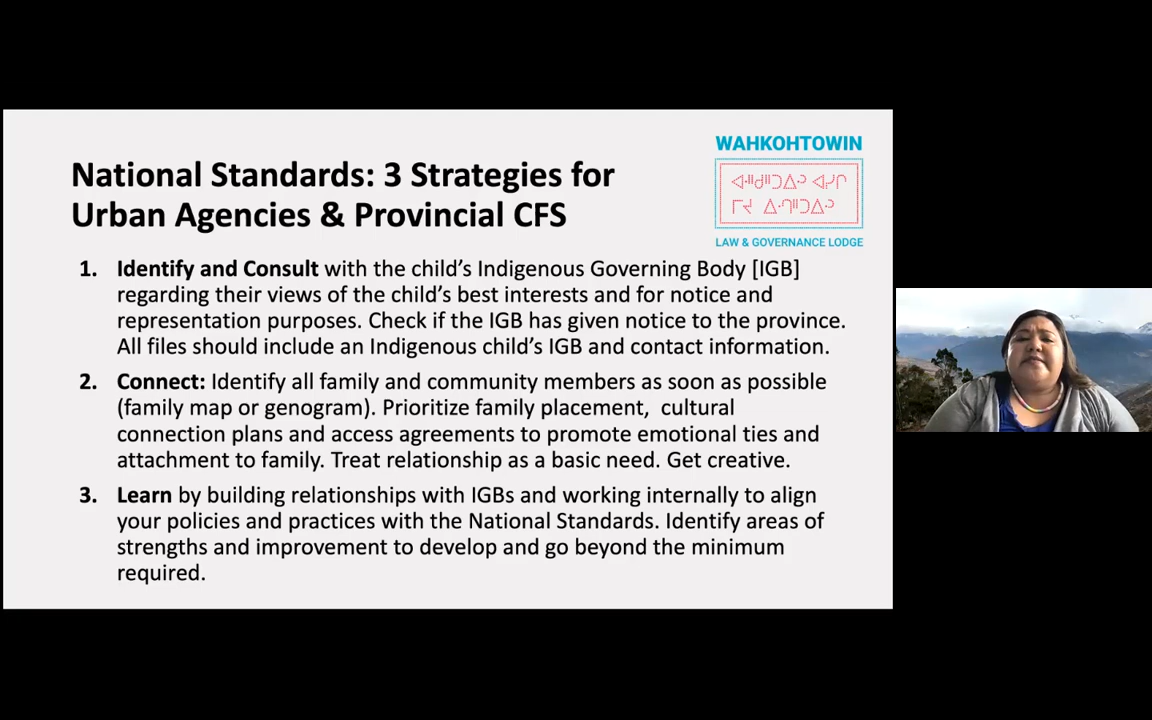 National Standards: 3 Strategies for
Urban Agencies & Provincial CFS
WAHKOHTOWIN
LAW & GOVERNANCE LODGE
1. Identify and Consult with the child's Indigenous Governing Body [IGB]
regarding their views of the child's best interests and for notice and
representation purposes. Check if the IGB has given notice to the province.
All files should include an Indigenous child's IGB and contact information.
2. Connect: Identify all family and community members as soon as possible
(family map or genogram). Prioritize family placement, cultural
connection plans and access agreements to promote emotional ties and
attachment to family. Treat relationship as a basic need. Get creative.
3. Learn by building relationships with IGBs and working internally to align
your policies and practices with the National Standards. Identify areas of
strengths and improvement to develop and go beyond the minimum
required.